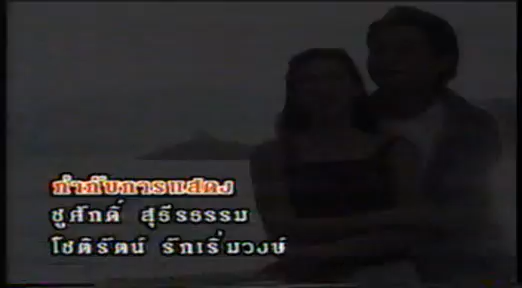 กำกับการแสดง
ชูศักดิ์ สุธีรธรรม
โชติรัตน์ รักเริ่มวงษ์